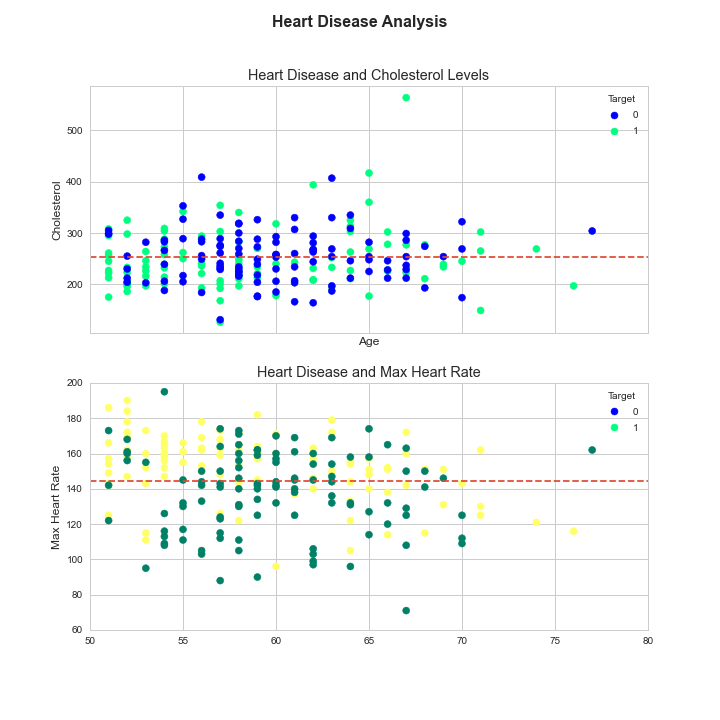 Heart Disease Analysis
Heart Disease and Cholesterol Levels
Target
0
1
500
400
300
200
Cholesterol
Age
Heart Disease and Max Heart Rate
Target
0
1
200
180
160
140
120
100
80
60
Max Heart Rate
50 55 60 65 70 75 80